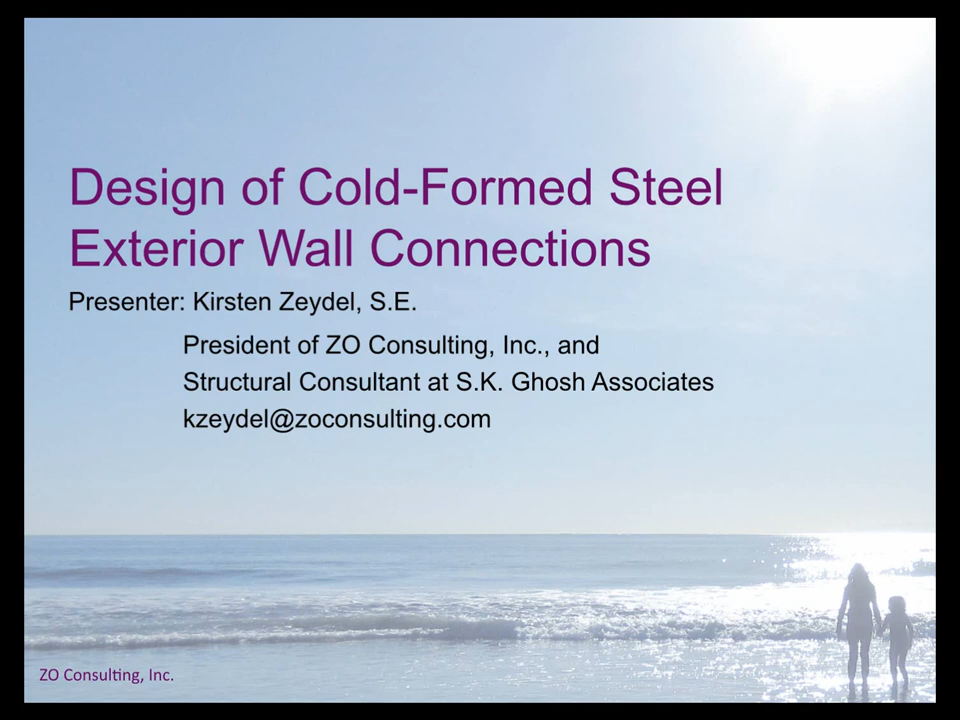 Design of Cold-Formed Steel
Exterior Wall Connections
Presenter: Kirsten Zeydel, S.E.
President of ZO Consulting, Inc., and
Structural Consultant at S.K. Ghosh Associates
kzeydel@zoconsulting.com
ZO Consulting, Inc.